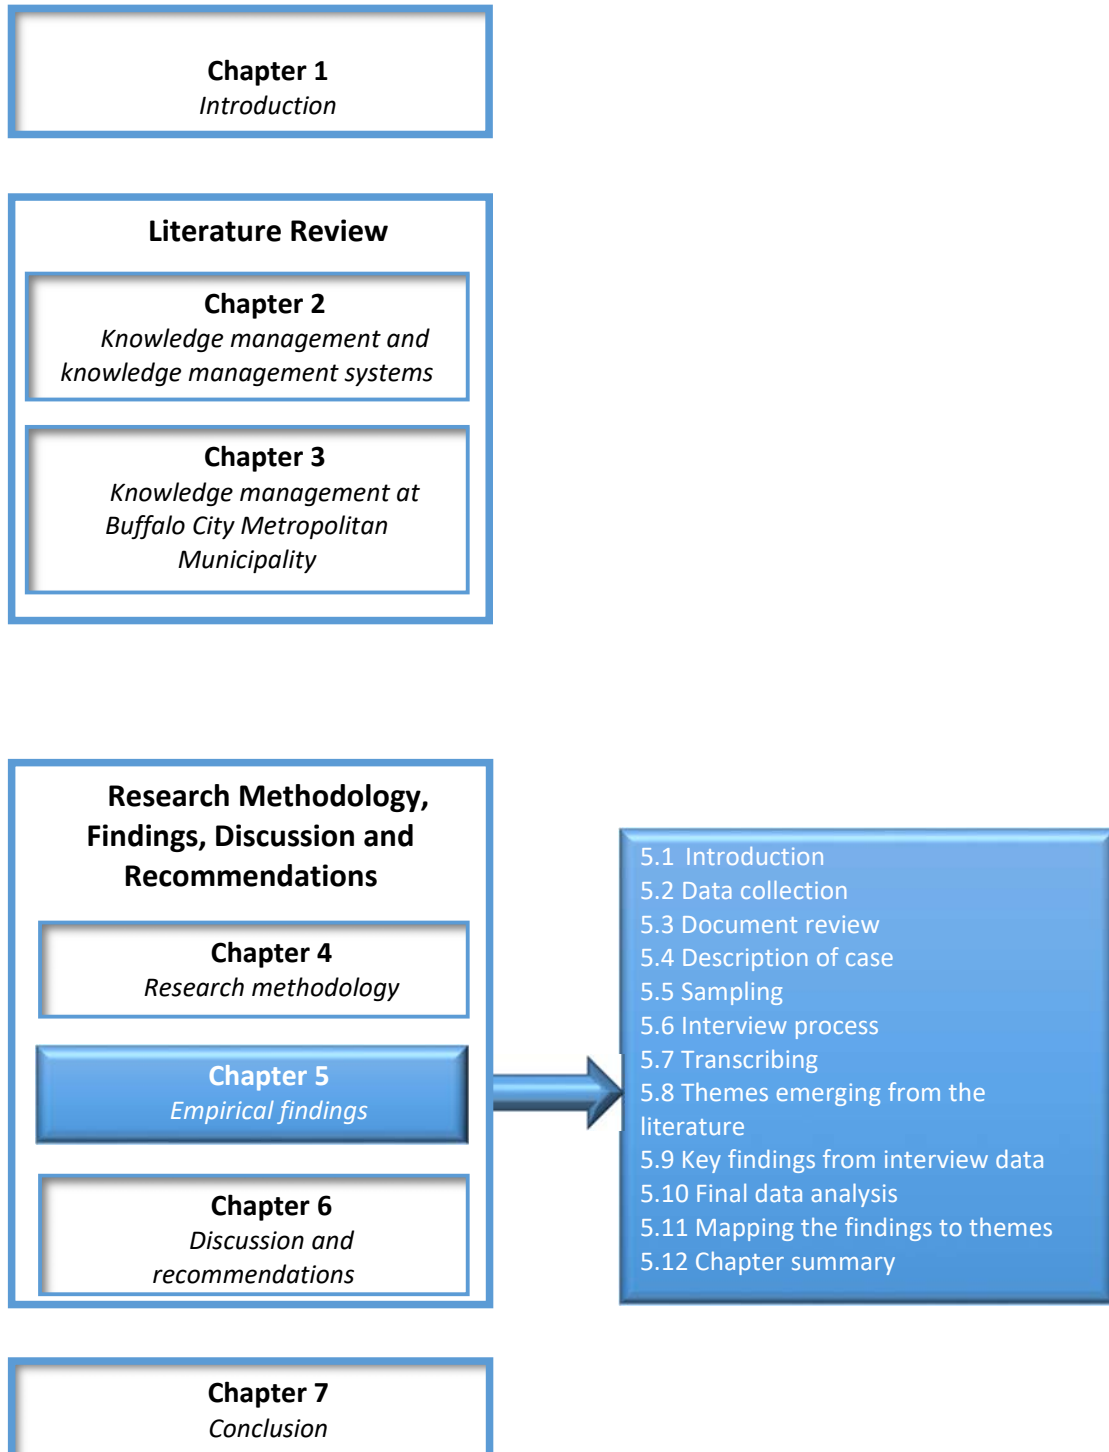 Chapter 1
Introduction
Literature Review
Chapter 2
Knowledge management and
knowledge management systems
Chapter 3
Knowledge management at
Buffalo City Metropolitan
Municipality
Research Methodology,
Findings, Discussion and
Recommendations
Chapter 4
Research methodology
Chapter 5
Empirical findings
Chapter 6
Discussion and
recommendations
5.1 Introduction
5.2 Data collection
5.3 Document review
5.4 Description of case
5.5 Sampling
5.6 Interview process
5.7 Transcribing
5.8 Themes emerging from the
literature
5.9 Key findings from interview data
5.10 Final data analysis
5.11 Mapping the findings to themes
5.12 Chapter summary
Chapter 7
Conclusion